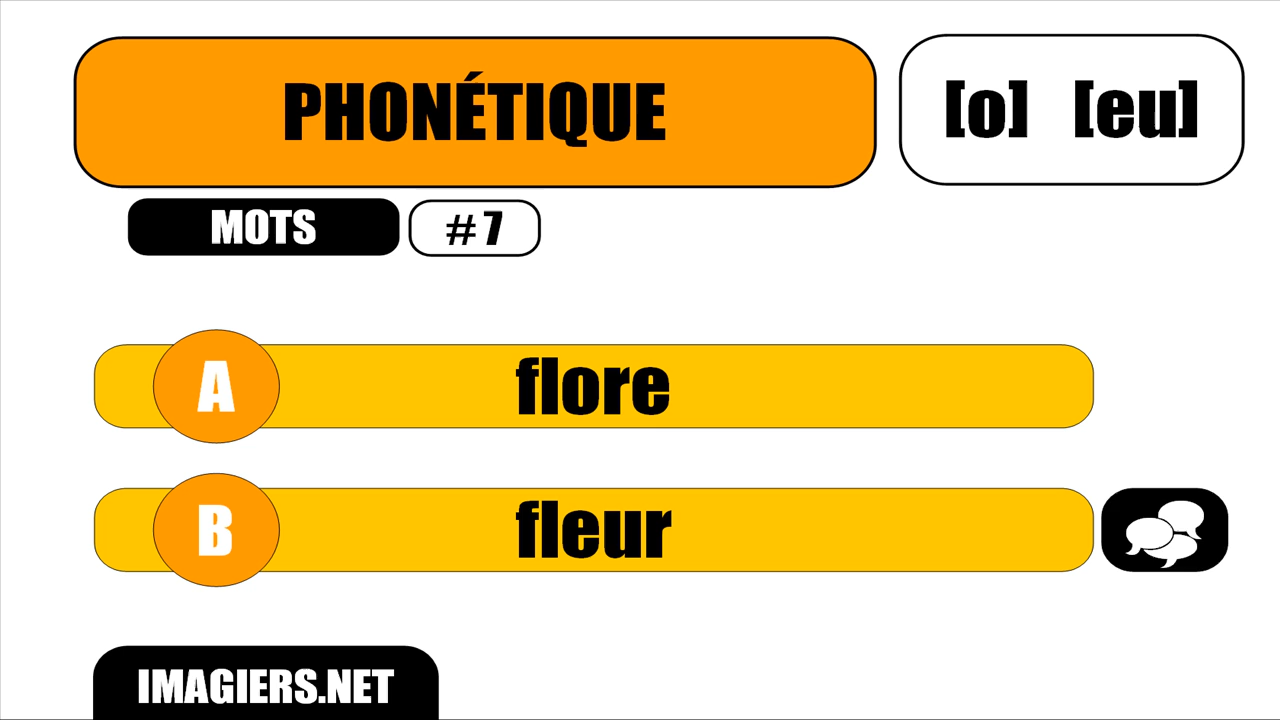 PHONÉTIQUE
[o] [eu]
MOTS
#7
A flore
B fleur
IMAGIERS.NET